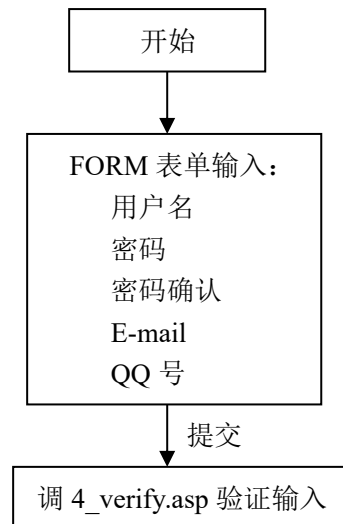 开始
FORM 表单输入：
用户名
密码
密码确认
E-mail
QQ 号
提交
调 4_verify.asp 验证输入